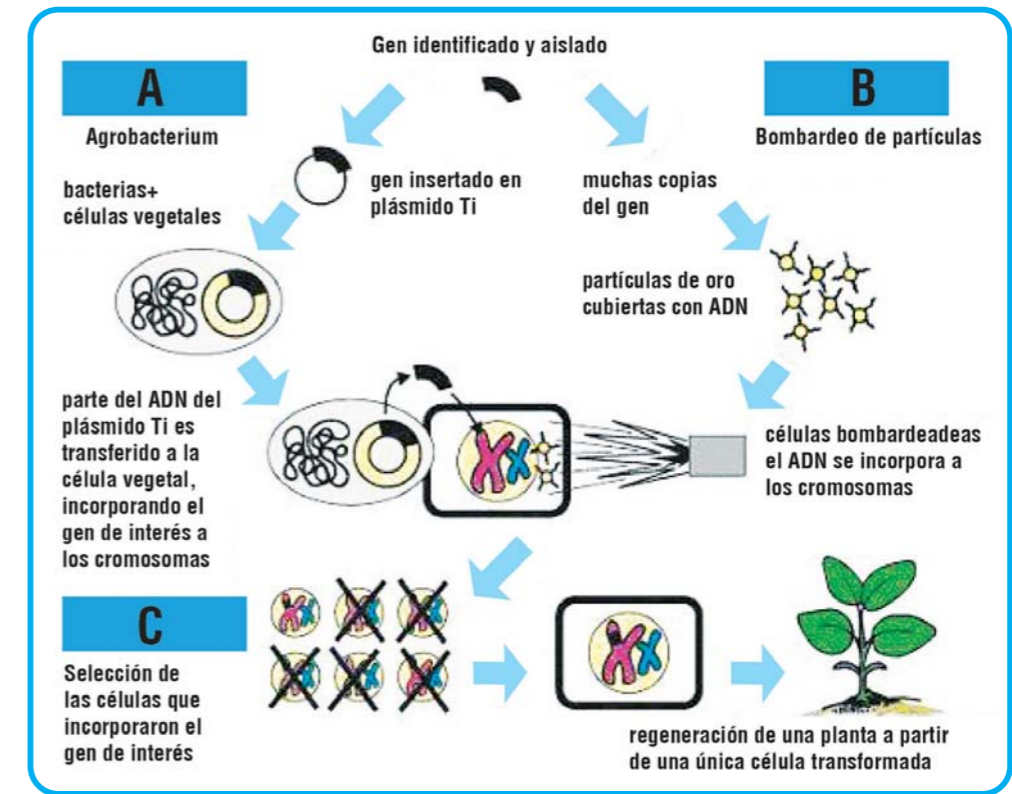 Gen identificado y aislado
A
Agrobacterium
B
Bombardeo de partículas
bacterias+
células vegetales
gen insertado en
plásmido Ti
muchas copias
del gen
partículas de oro
cubiertas con ADN
parte del ADN del
plásmido Ti es
transferido a la
célula vegetal,
incorporando el
gen de interés a
los cromosomas
células bombardeadeas
el ADN se incorpora a
los cromosomas
C
Selección de
las células que
incorporaron el
gen de interés
regeneración de una planta a partir
de una única célula transformada